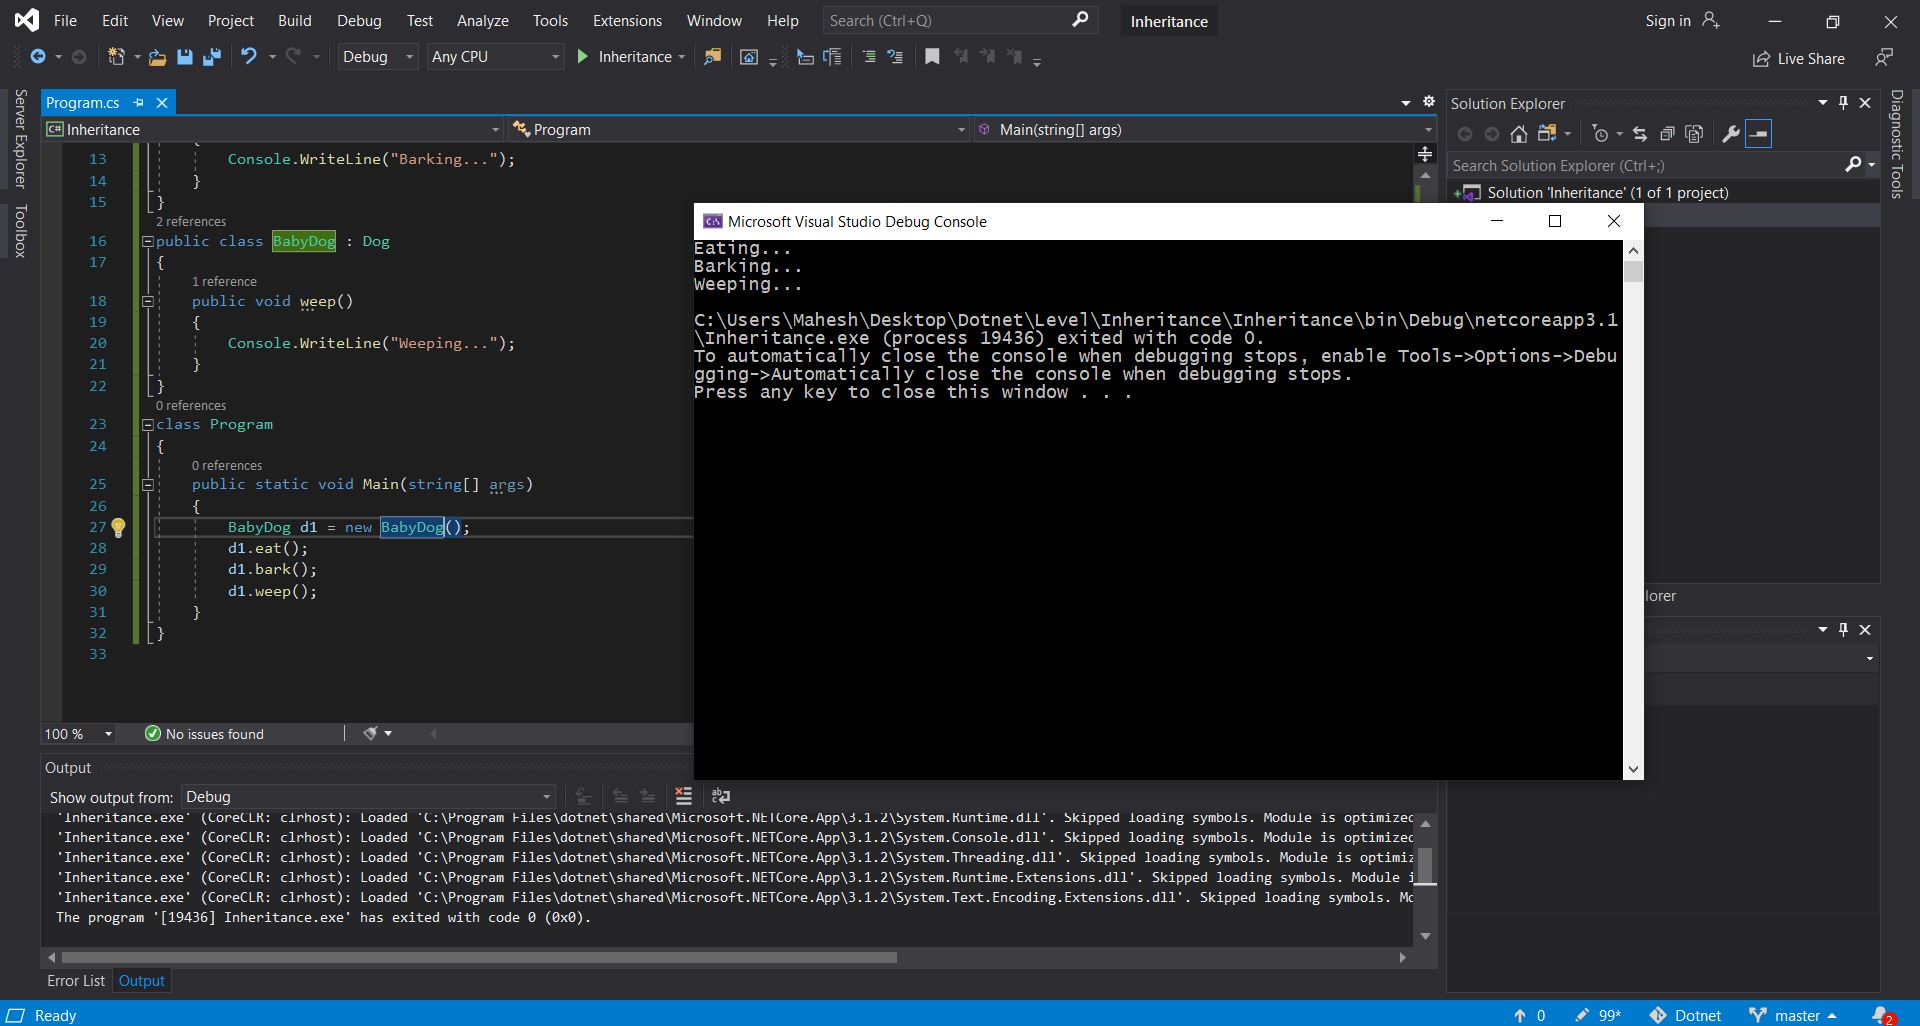 File Edit View Project Build Debug Test Analyze Tools Extensions Window Help Search (Ctrl+Q) Inheritance Sign in
Debug Any CPU Inheritance Live Share
Server Explorer
Toolbox
Program.cs
Inheritance Program Main(string[] args)
13 Console.WriteLine("Barking...");
14 }
15 }
2 references
16 public class BabyDog : Dog
17 {
1 reference
18 public void weep()
19 {
20 Console.WriteLine("Weeping...");
21 }
22 }
0 references
23 class Program
24 {
0 references
25 public static void Main(string[] args)
26 {
27 BabyDog d1 = new BabyDog();
28 d1.eat();
29 d1.bark();
30 d1.weep();
31 }
32 }
33
100 % No issues found
Microsoft Visual Studio Debug Console
Eating...
Barking...
Weeping...
C:\Users\Mahesh\Desktop\Dotnet\Level\Inheritance\Inheritance\bin\Debug\netcoreapp3.1
\Inheritance.exe (process 19436) exited with code 0.
To automatically close the console when debugging stops, enable Tools->Options->Debu
gging->Automatically close the console when debugging stops.
Press any key to close this window . . .
Solution Explorer
Search Solution Explorer (Ctrl+;)
Solution 'Inheritance' (1 of 1 project)
lorer
Diagnostic Tools
Output
Show output from: Debug
'Inheritance.exe' (CoreCLR: clrhost): Loaded 'C:\Program Files\dotnet\shared\Microsoft.NETCore.App\3.1.2\System.Runtime.dll'. Skipped loading symbols. Module is optimized
'Inheritance.exe' (CoreCLR: clrhost): Loaded 'C:\Program Files\dotnet\shared\Microsoft.NETCore.App\3.1.2\System.Console.dll'. Skipped loading symbols. Module is optimized
'Inheritance.exe' (CoreCLR: clrhost): Loaded 'C:\Program Files\dotnet\shared\Microsoft.NETCore.App\3.1.2\System.Threading.dll'. Skipped loading symbols. Module is optimiz
'Inheritance.exe' (CoreCLR: clrhost): Loaded 'C:\Program Files\dotnet\shared\Microsoft.NETCore.App\3.1.2\System.Runtime.Extensions.dll'. Skipped loading symbols. Module i
'Inheritance.exe' (CoreCLR: clrhost): Loaded 'C:\Program Files\dotnet\shared\Microsoft.NETCore.App\3.1.2\System.Text.Encoding.Extensions.dll'. Skipped loading symbols. Mo
The program '[19436] Inheritance.exe' has exited with code 0 (0x0).
Error List Output
Ready 0 99* Dotnet master 2